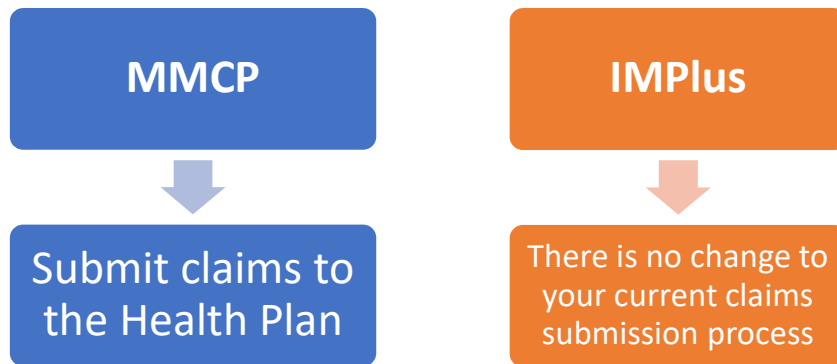 MMCP
IMPlus
Submit claims to
the Health Plan
There is no change to
your current claims
submission process